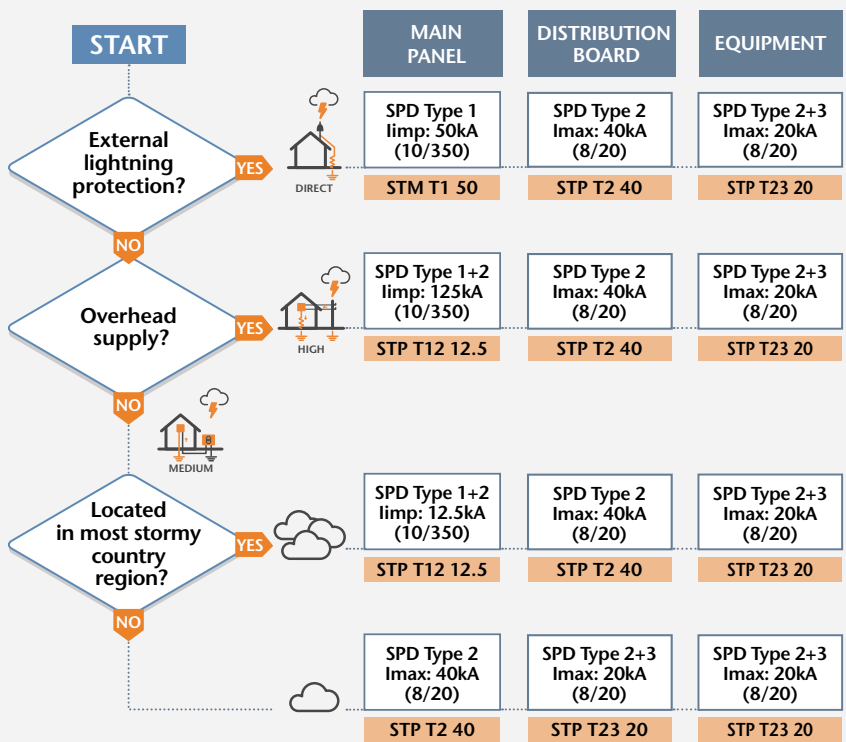 START
MAIN
PANEL
DISTRIBUTION
BOARD
EQUIPMENT
External
lightning
protection?
YES
DIRECT
SPD Type 1
Iimp: 50kA
(10/350)
STM T1 50
SPD Type 2
Imax: 40kA
(8/20)
STP T2 40
SPD Type 2+3
Imax: 20kA
(8/20)
STP T23 20
NO
Overhead
supply?
YES
HIGH
SPD Type 1+2
Iimp: 125kA
(10/350)
STP T12 12.5
SPD Type 2
Imax: 40kA
(8/20)
STP T2 40
SPD Type 2+3
Imax: 20kA
(8/20)
STP T23 20
NO
MEDIUM
Located
in most stormy
country
region?
YES
SPD Type 1+2
Iimp: 12.5kA
(10/350)
STP T12 12.5
SPD Type 2
Imax: 40kA
(8/20)
STP T2 40
SPD Type 2+3
Imax: 20kA
(8/20)
STP T23 20
NO
SPD Type 2
Imax: 40kA
(8/20)
STP T2 40
SPD Type 2+3
Imax: 20kA
(8/20)
STP T23 20
SPD Type 2+3
Imax: 20kA
(8/20)
STP T23 20